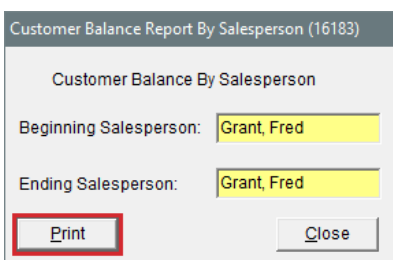 Customer Balance Report By Salesperson (16183)
Customer Balance By Salesperson
Beginning Salesperson: Grant, Fred
Ending Salesperson: Grant, Fred
Print Close